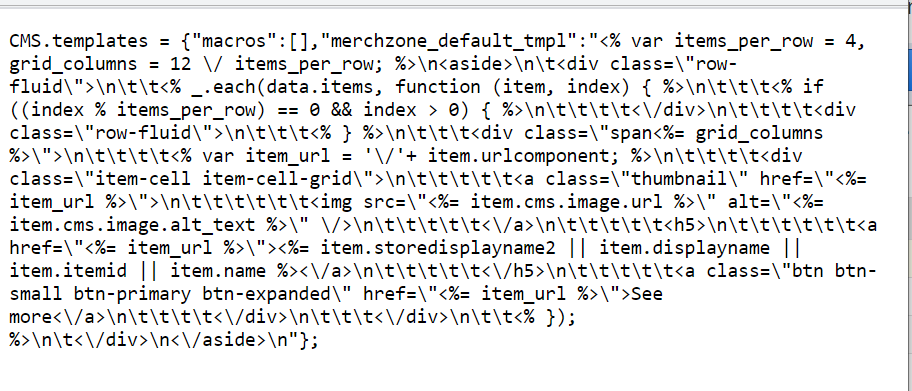 CMS.templates = {"macros":[],"merchzone_default_tmpl":"<% var items_per_row = 4,
grid_columns = 12 \/ items_per_row; %>\n<aside>\n\t<div class=\"row-
fluid\">\n\t\t<% _.each(data.items, function (item, index) { %>\n\t\t\t<% if
((index % items_per_row) == 0 && index > 0) { %>\n\t\t\t\t<\/div>\n\t\t\t\t<div
class=\"row-fluid\">\n\t\t\t<% } %>\n\t\t\t<div class=\"span<%= grid_columns
%>\">\n\t\t\t\t<% var item_url = '\/'+ item.urlcomponent; %>\n\t\t\t\t<div
class=\"item-cell item-cell-grid\">\n\t\t\t\t\t<a class=\"thumbnail\" href=\"<%=
item_url %>\">\n\t\t\t\t\t\t<img src=\"<%= item.cms.image.url %>\" alt=\"<%=
item.cms.image.alt_text %>\" \/>\n\t\t\t\t\t<\/a>\n\t\t\t\t\t<h5>\n\t\t\t\t\t\t<a
href=\"<%= item_url %>\"><%= item.storedisplayname2 || item.displayname ||
item.itemid || item.name %><\/a>\n\t\t\t\t\t<\/h5>\n\t\t\t\t\t<a class=\"btn btn-
small btn-primary btn-expanded\" href=\"<%= item_url %>\">See
more<\/a>\n\t\t\t\t<\/div>\n\t\t\t<\/div>\n\t\t<% });
%>\n\t<\/div>\n<\/aside>\n"};